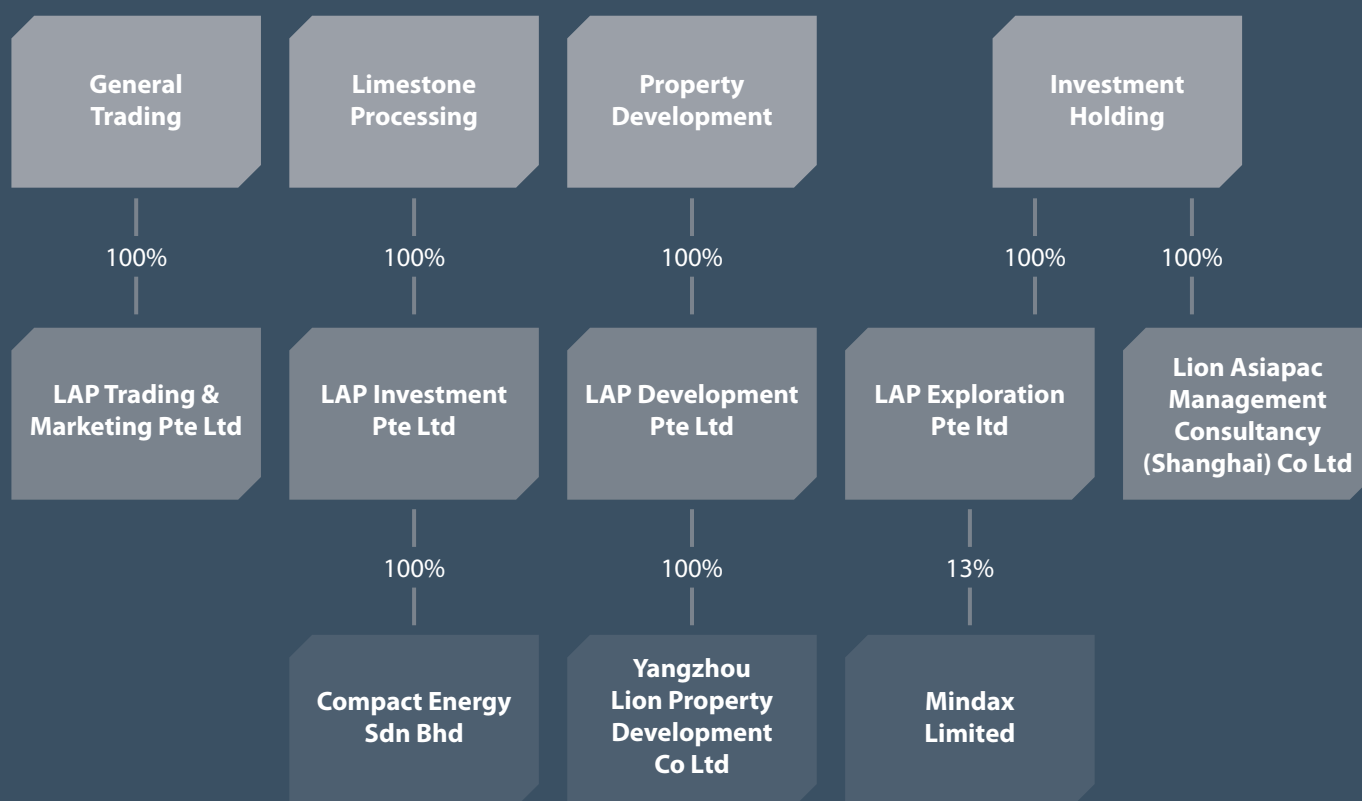 General
Trading
Limestone
Processing
Property
Development
Investment
Holding
100%
100%
100%
100%
100%
LAP Trading &
Marketing Pte Ltd
LAP Investment
Pte Ltd
LAP Development
Pte Ltd
LAP Exploration
Pte ltd
Lion Asiapac
Management
Consultancy
(Shanghai) Co Ltd
100%
100%
13%
Compact Energy
Sdn Bhd
Yangzhou
Lion Property
Development
Co Ltd
Mindax
Limited